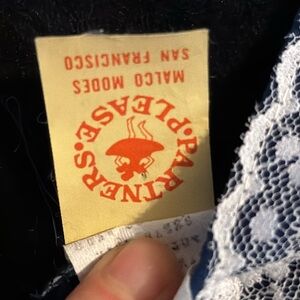 PARTNERS·PLEASE·
MALCO MODES
SAN FRANCISCO